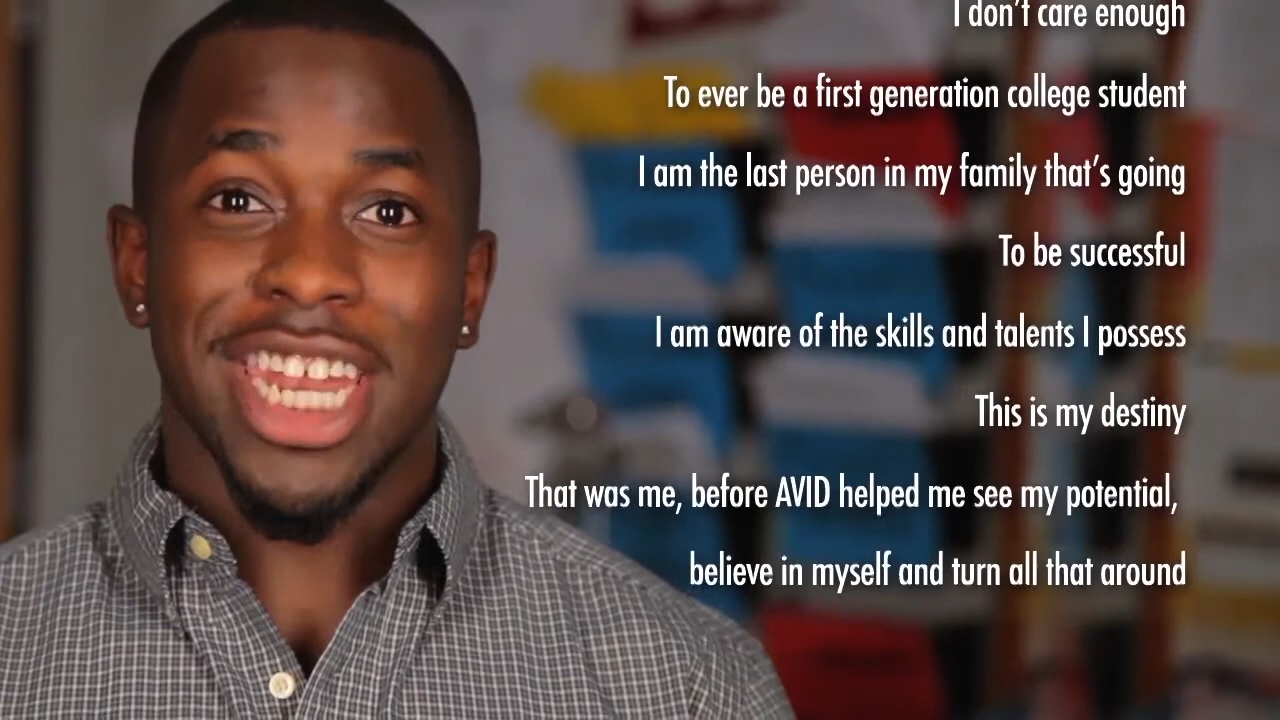 I don't care enough
To ever be a first generation college student
I am the last person in my family that's going
To be successful
I am aware of the skills and talents I possess
This is my destiny
That was me, before AVID helped me see my potential,
believe in myself and turn all that around